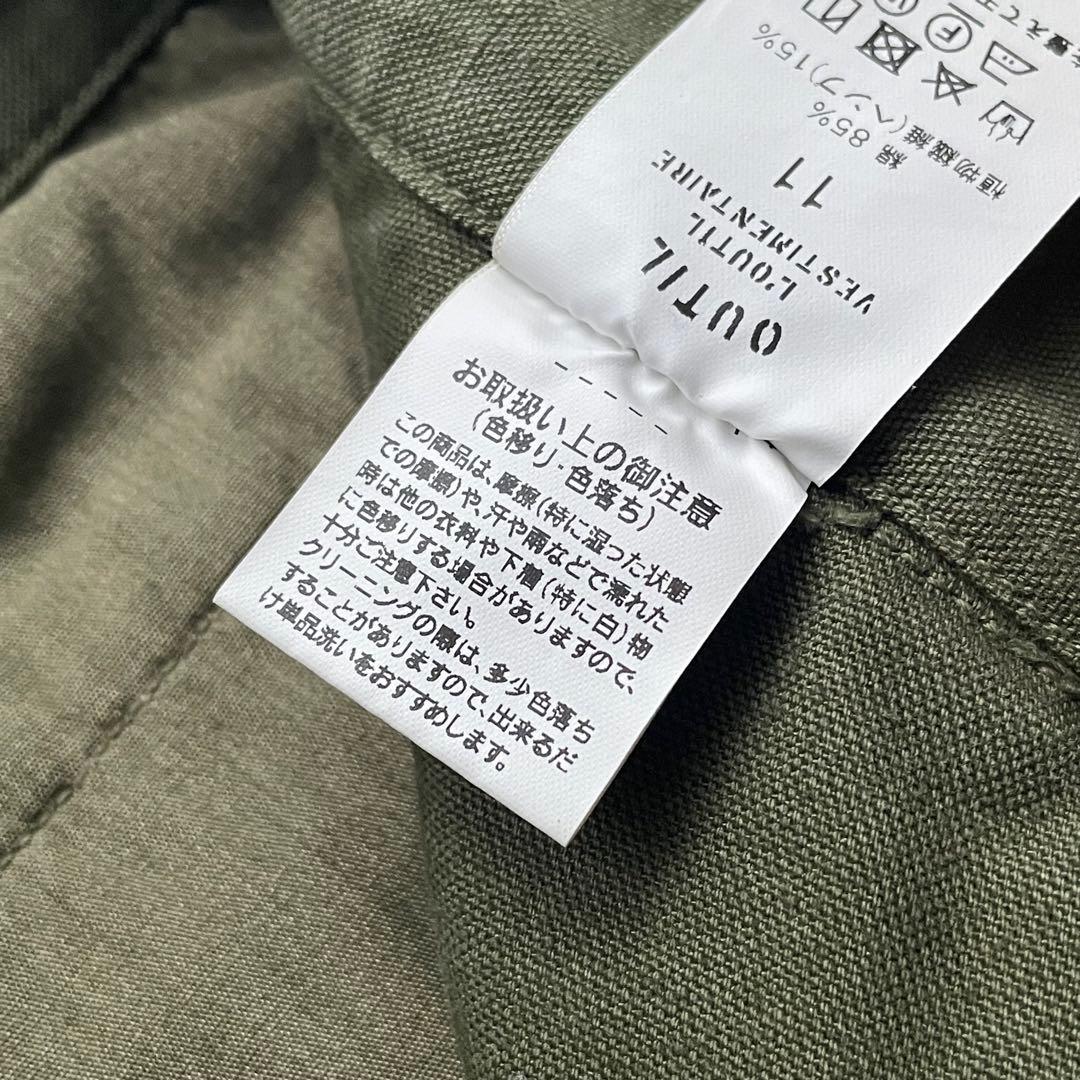 OUTIL
L'OUTIL
VESTIMENTAIRE
11
綿 85%
植物繊維(ヘンプ)15%
お取扱い上の御注意
(色移り・色落ち)
この商品は、摩擦(特に湿った状態
での摩擦)や、汗や雨などで濡れた
時は他の衣料や下着(特に白)物
に色移りする場合がありますので、
十分ご注意下さい。
クリーニングの際は、多少色落ち
することがありますので、出来るだ
け単品洗いをおすすめします。